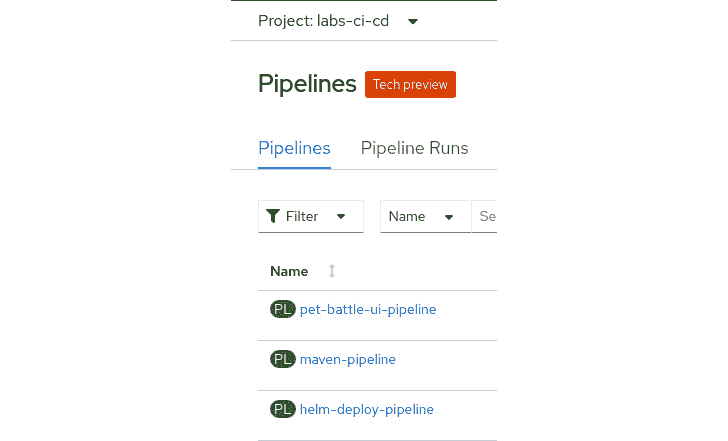 Project: labs-ci-cd
Pipelines Tech preview
Pipelines Pipeline Runs
Filter Name Se
Name
PL pet-battle-ui-pipeline
PL maven-pipeline
PL helm-deploy-pipeline